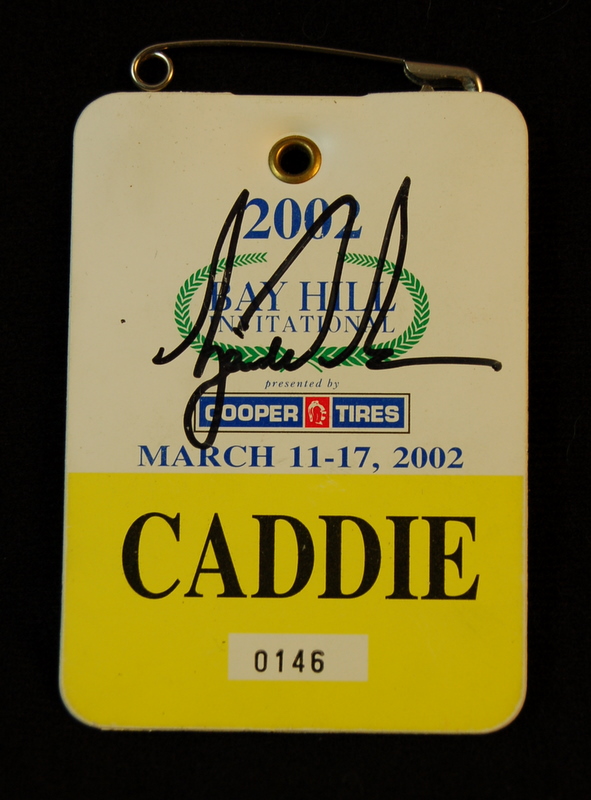 2002
BAY HILL
INVITATIONAL
presented by
COOPER TIRES
MARCH 11-17, 2002
CADDIE
0146